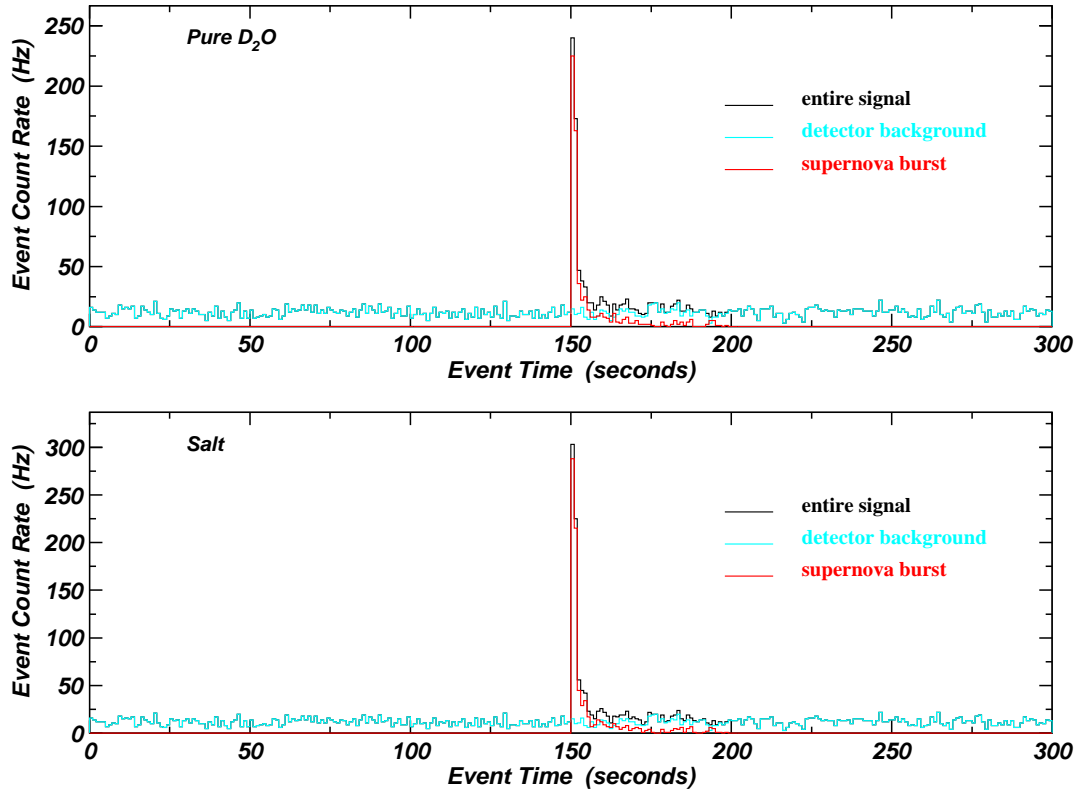 Pure D2O
Event Count Rate (Hz)
250
200
150
100
50
0
entire signal
detector background
supernova burst
0 50 100 150 200 250 300
Event Time (seconds)
Salt
Event Count Rate (Hz)
300
250
200
150
100
50
0
entire signal
detector background
supernova burst
0 50 100 150 200 250 300
Event Time (seconds)